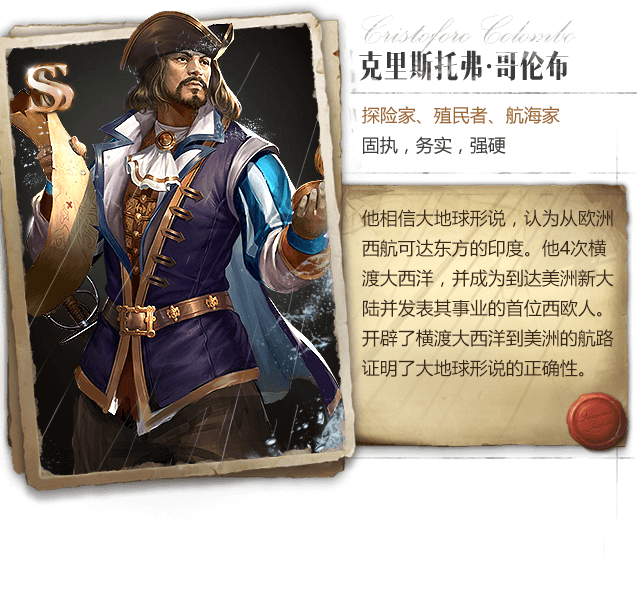 Cristoforo Colombo
SS
克里斯托弗·哥伦布
探险家、殖民者、航海家
固执，务实，强硬
他相信大地球形说，认为从欧洲
西航可达东方的印度。他4次横
渡大西洋，并成为到达美洲新大
陆并发表其事业的首位西欧人。
开辟了横渡大西洋到美洲的航路
证明了大地球形说的正确性。